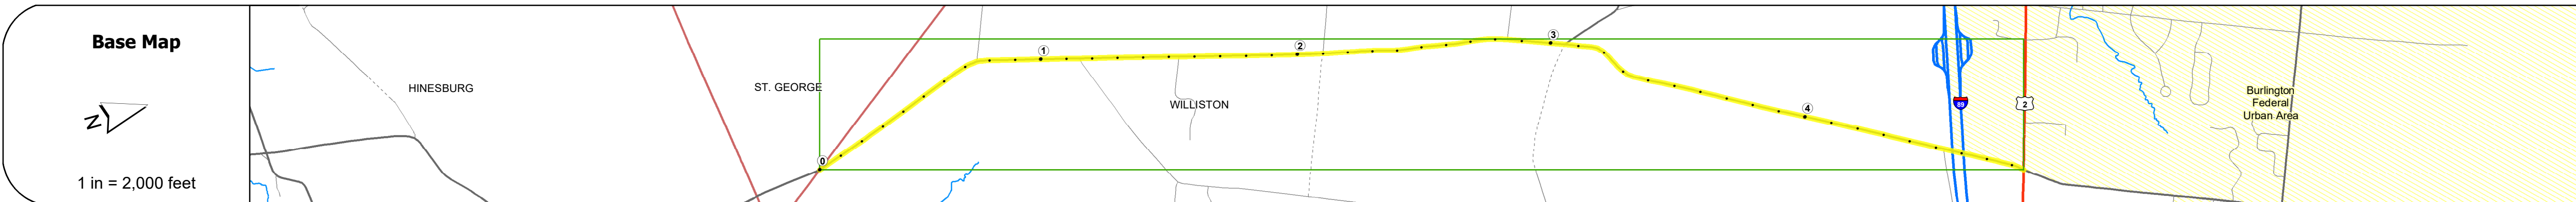 Base Map
N
1 in = 2,000 feet
HINESBURG
ST. GEORGE
WILLISTON
0
1
2
3
4
89
2
Burlington
Federal
Urban Area